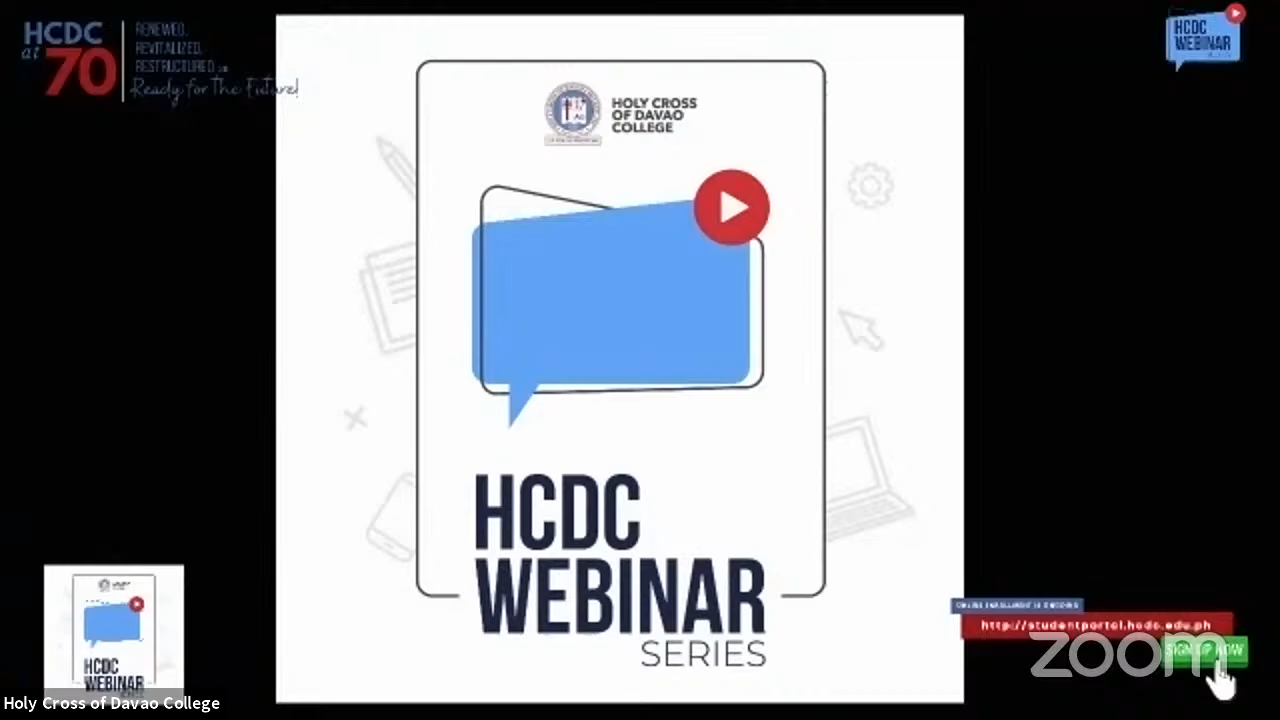 HCDC
at 70
RENEWED.
REVITALIZED.
RESTRUCTURED.
Ready for the Future!
HCDC
WEBINAR
HOLY CROSS
OF DAVAO
COLLEGE
HCDC
WEBINAR
SERIES
HCDC
WEBINAR
Holy Cross of Davao College
ONLINE ENROLLMENT IS ONGOING
http://studentportal.hcdc.edu.ph
SIGN UP NOW
zoom